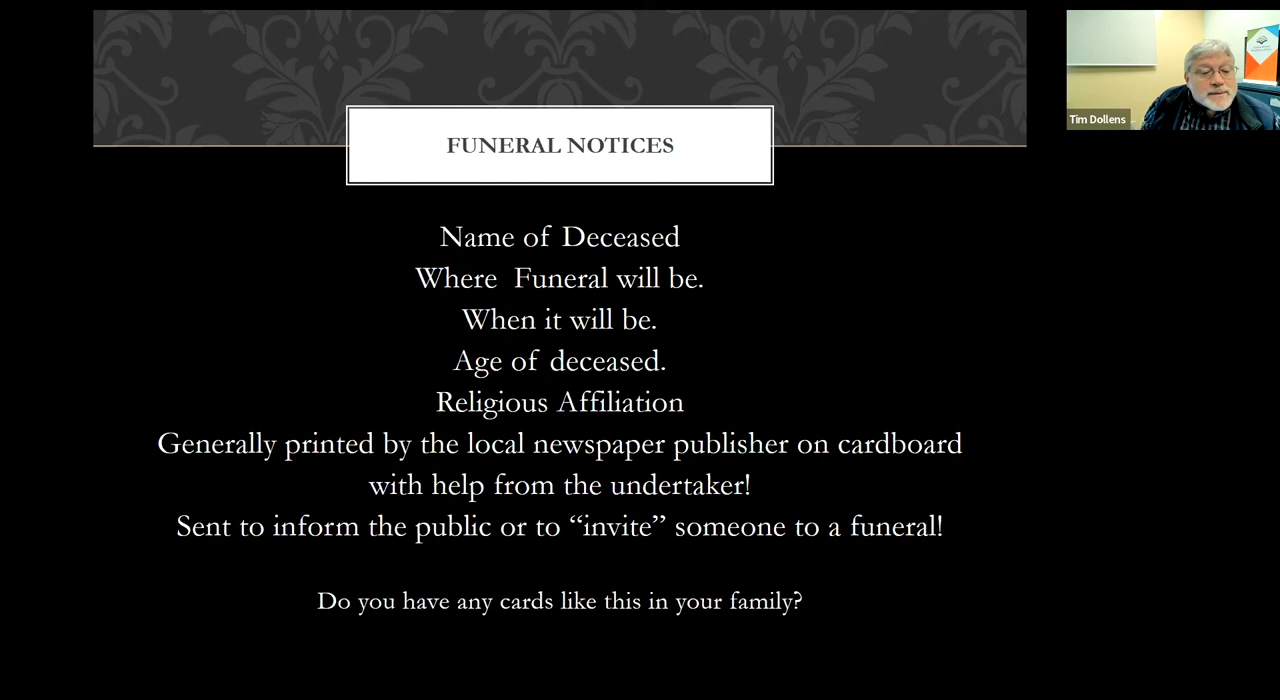 FUNERAL NOTICES
Name of Deceased
Where Funeral will be.
When it will be.
Age of deceased.
Religious Affiliation
Generally printed by the local newspaper publisher on cardboard
with help from the undertaker!
Sent to inform the public or to “invite” someone to a funeral!
Do you have any cards like this in your family?
Tim Dollens